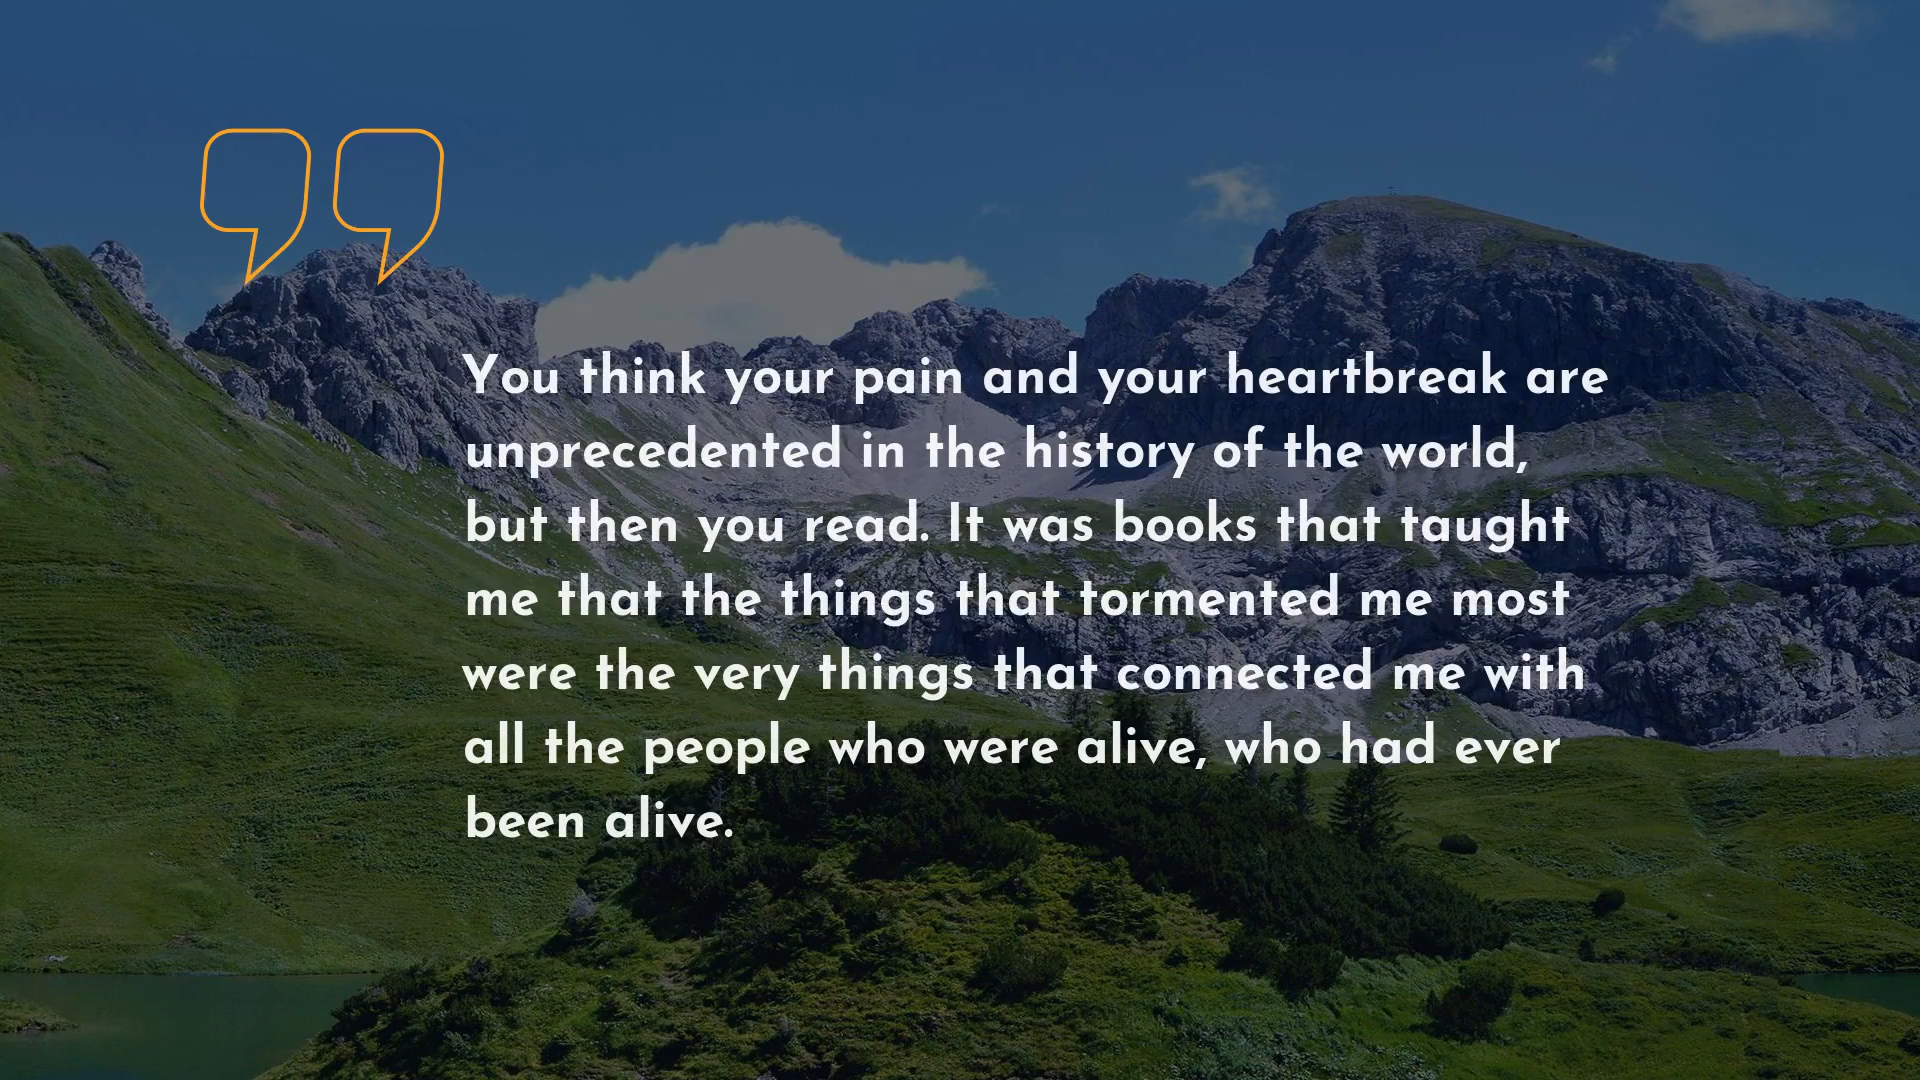 You think your pain and your heartbreak are
unprecedented in the history of the world,
but then you read. It was books that taught
me that the things that tormented me most
were the very things that connected me with
all the people who were alive, who had ever
been alive.